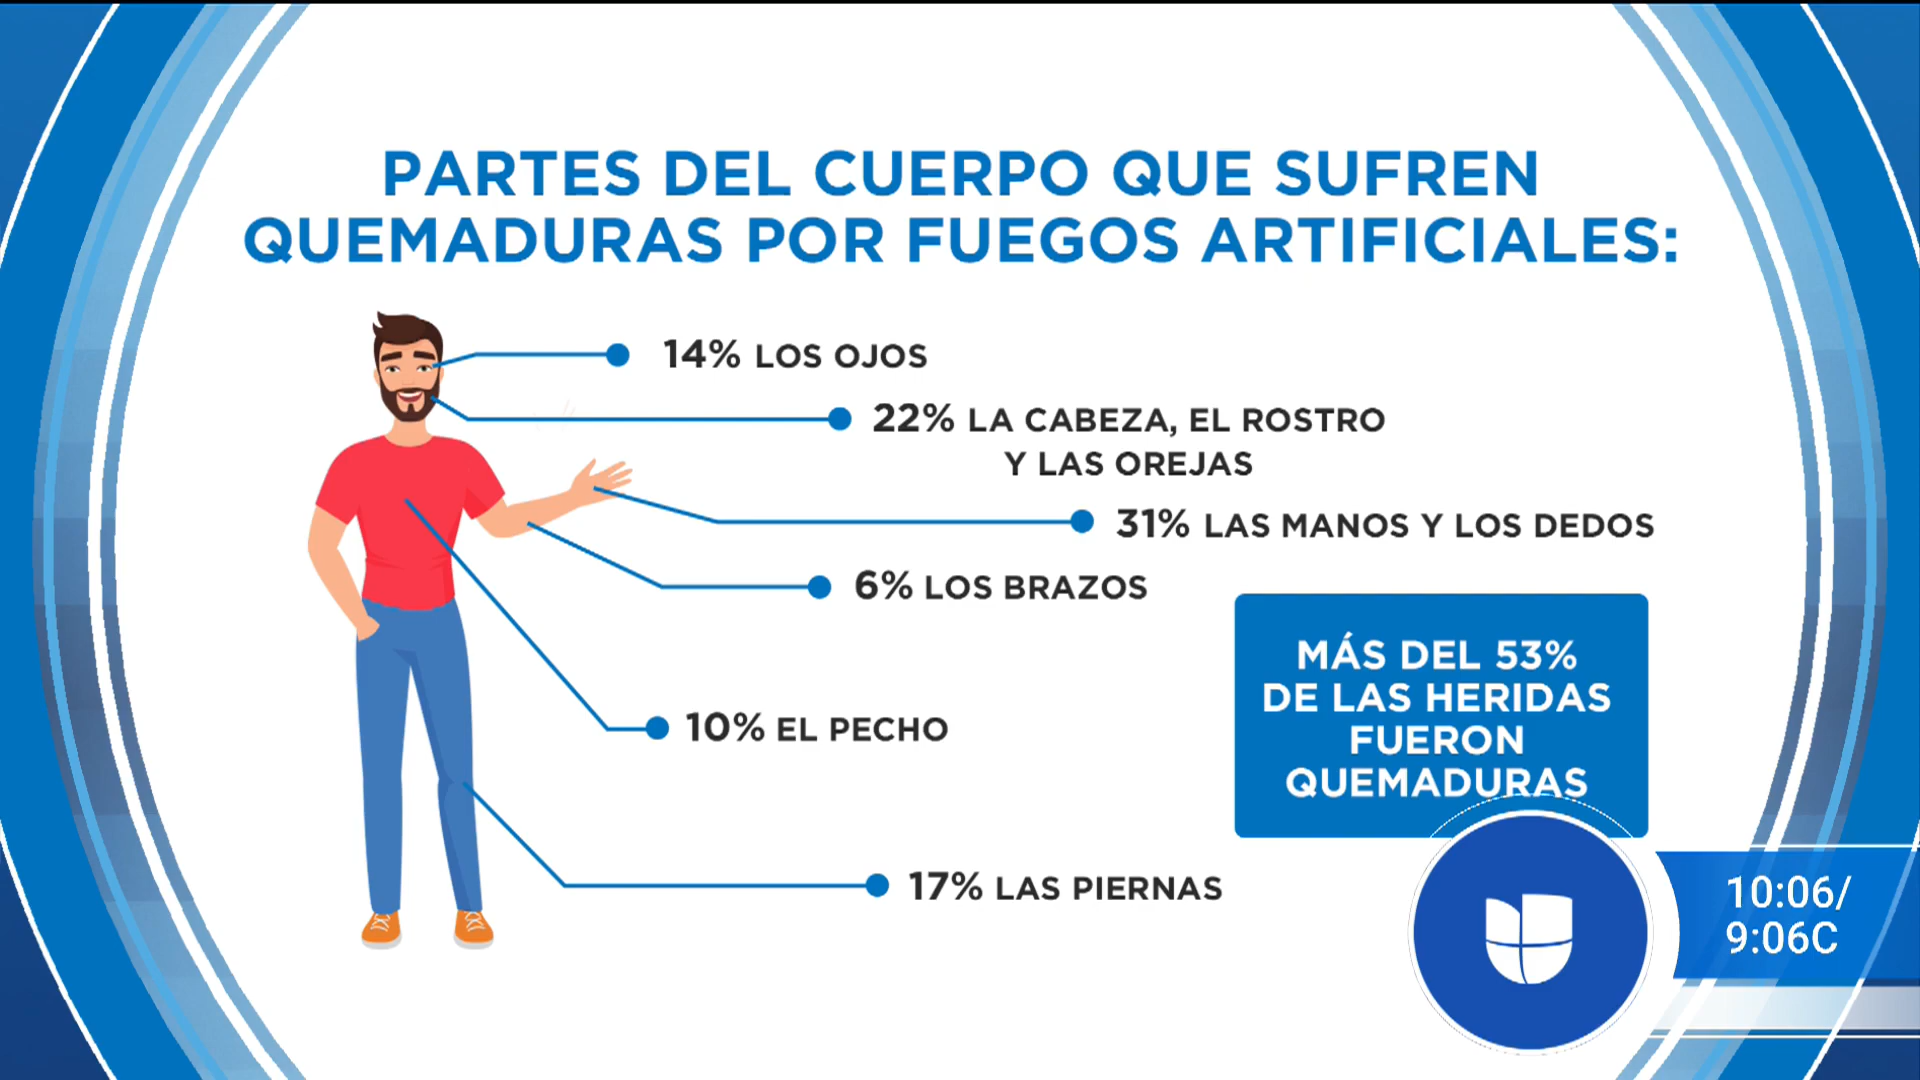 PARTES DEL CUERPO QUE SUFREN
QUEMADURAS POR FUEGOS ARTIFICIALES:
14% LOS OJOS
22% LA CABEZA, EL ROSTRO
Y LAS OREJAS
31% LAS MANOS Y LOS DEDOS
6% LOS BRAZOS
10% EL PECHO
17% LAS PIERNAS
MÁS DEL 53%
DE LAS HERIDAS
FUERON
QUEMADURAS
10:06/
9:06C